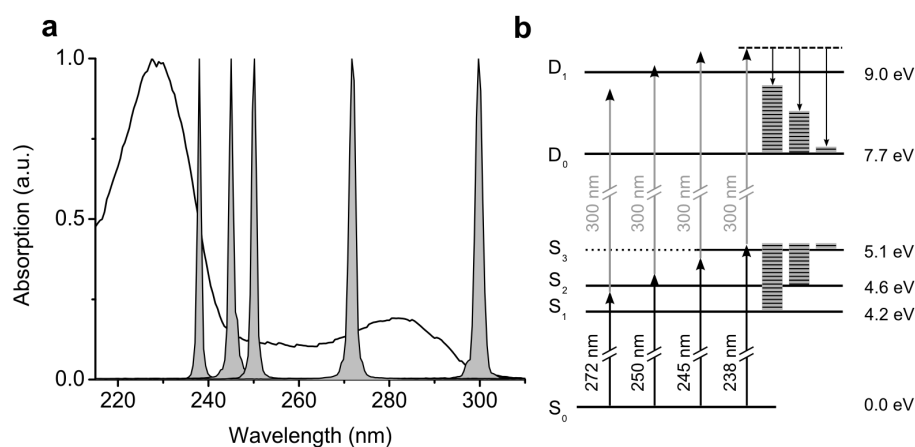 a
1.0
0.5
0.0
Absorption (a.u.)
220 240 260 280 300
Wavelength (nm)
b
D1 9.0 eV
D0 7.7 eV
300 nm 300 nm 300 nm 300 nm
S3 5.1 eV
S2 4.6 eV
S1 4.2 eV
272 nm 250 nm 245 nm 238 nm
S0 0.0 eV